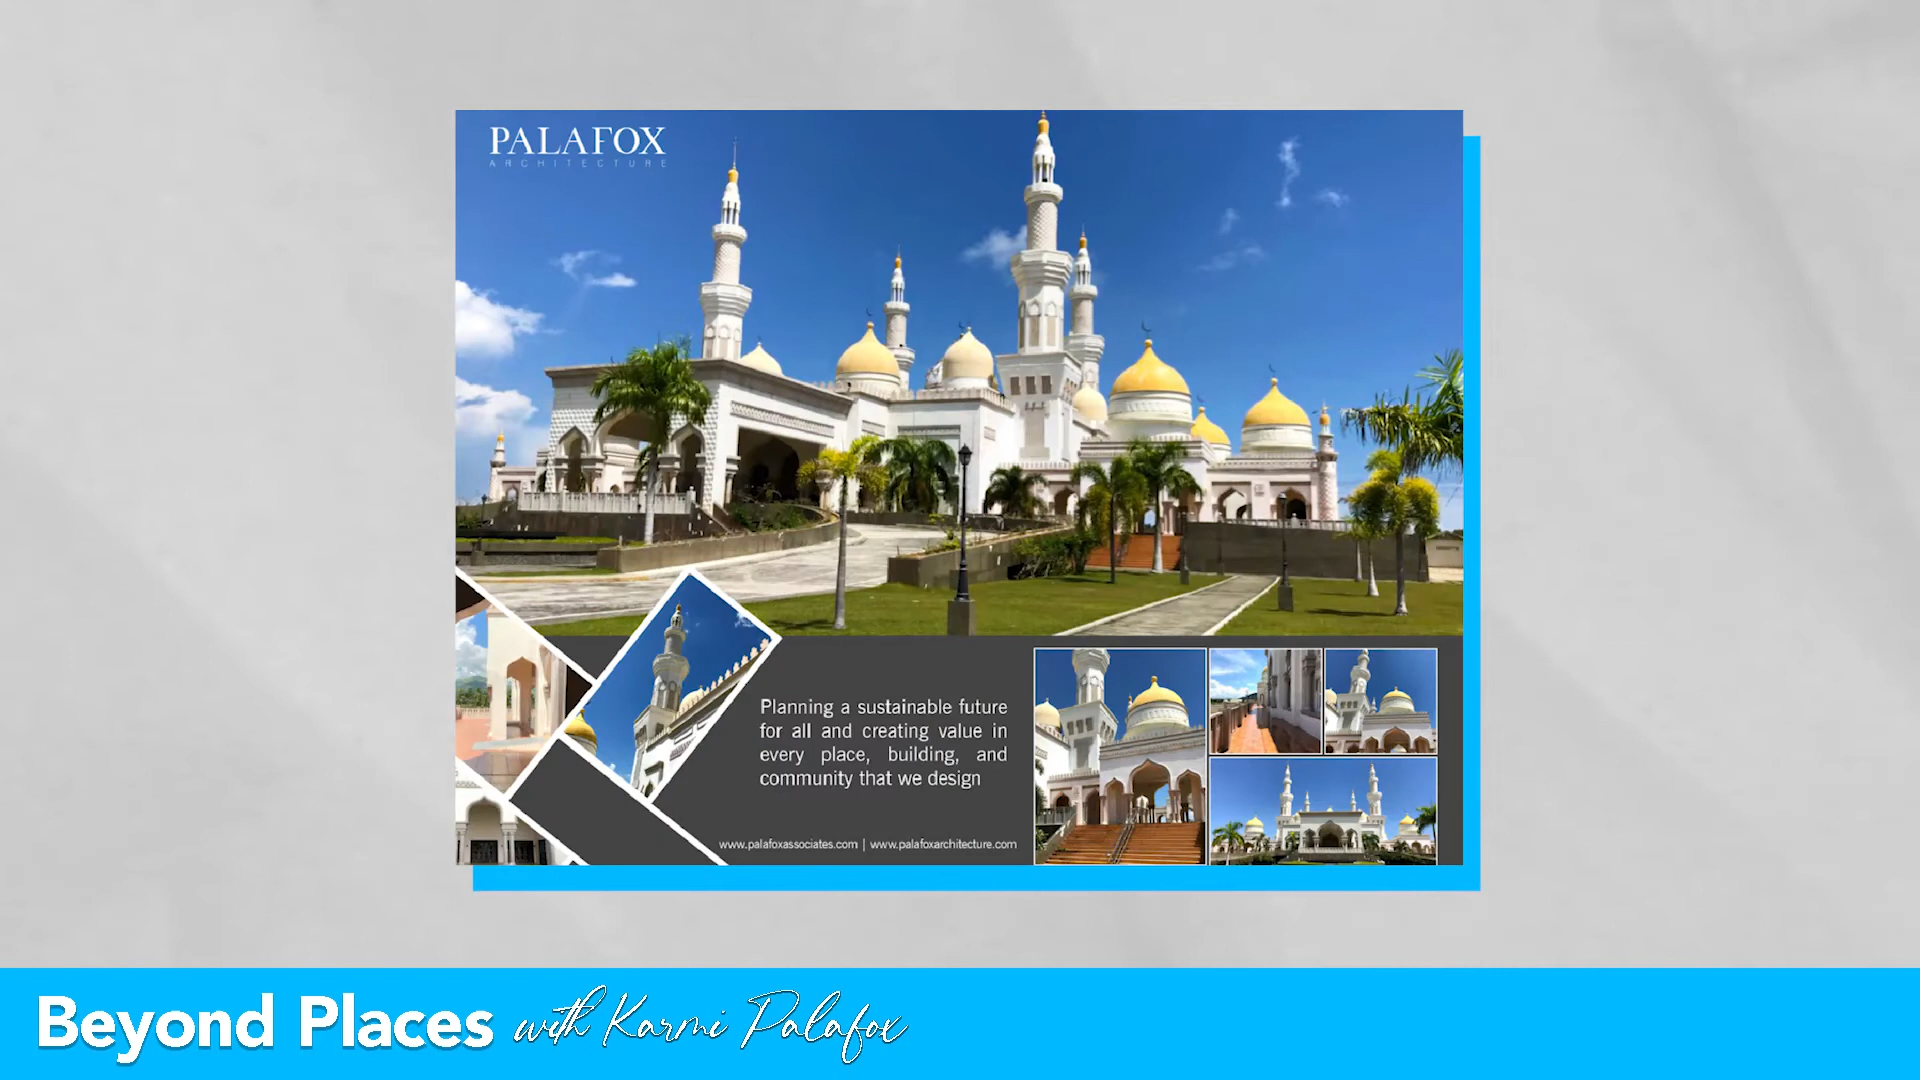 PALAFOX
ARCHITECTURE
Planning a sustainable future
for all and creating value in
every place, building, and
community that we design
www.palafoxassociates.com | www.palafoxarchitecture.com
Beyond Places with Karmi Palafox